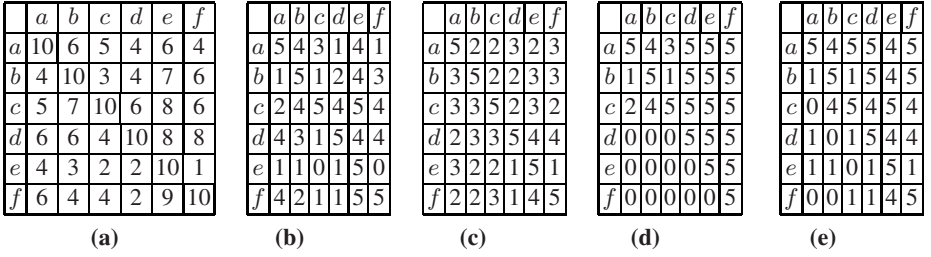 a b c d e f
a 10 6 5 4 6 4
b 4 10 3 4 7 6
c 5 7 10 6 8 6
d 6 6 4 10 8 8
e 4 3 2 2 10 1
f 6 4 4 2 9 10
(a)
a b c d e f
a 5 4 3 1 4 1
b 1 5 1 2 4 3
c 2 4 5 4 5 4
d 4 3 1 5 4 4
e 1 1 0 1 5 0
f 4 2 1 1 5 5
(b)
a b c d e f
a 5 2 2 3 2 3
b 3 5 2 2 3 3
c 3 3 5 2 3 2
d 2 3 3 5 4 4
e 3 2 2 1 5 1
f 2 2 3 1 4 5
(c)
a b c d e f
a 5 4 3 5 5 5
b 1 5 1 5 5 5
c 2 4 5 5 5 5
d 0 0 0 5 5 5
e 0 0 0 0 5 5
f 0 0 0 0 0 5
(d)
a b c d e f
a 5 4 5 5 4 5
b 1 5 1 5 4 5
c 0 4 5 4 5 4
d 1 0 1 5 4 4
e 1 1 0 1 5 1
f 0 0 1 1 4 5
(e)